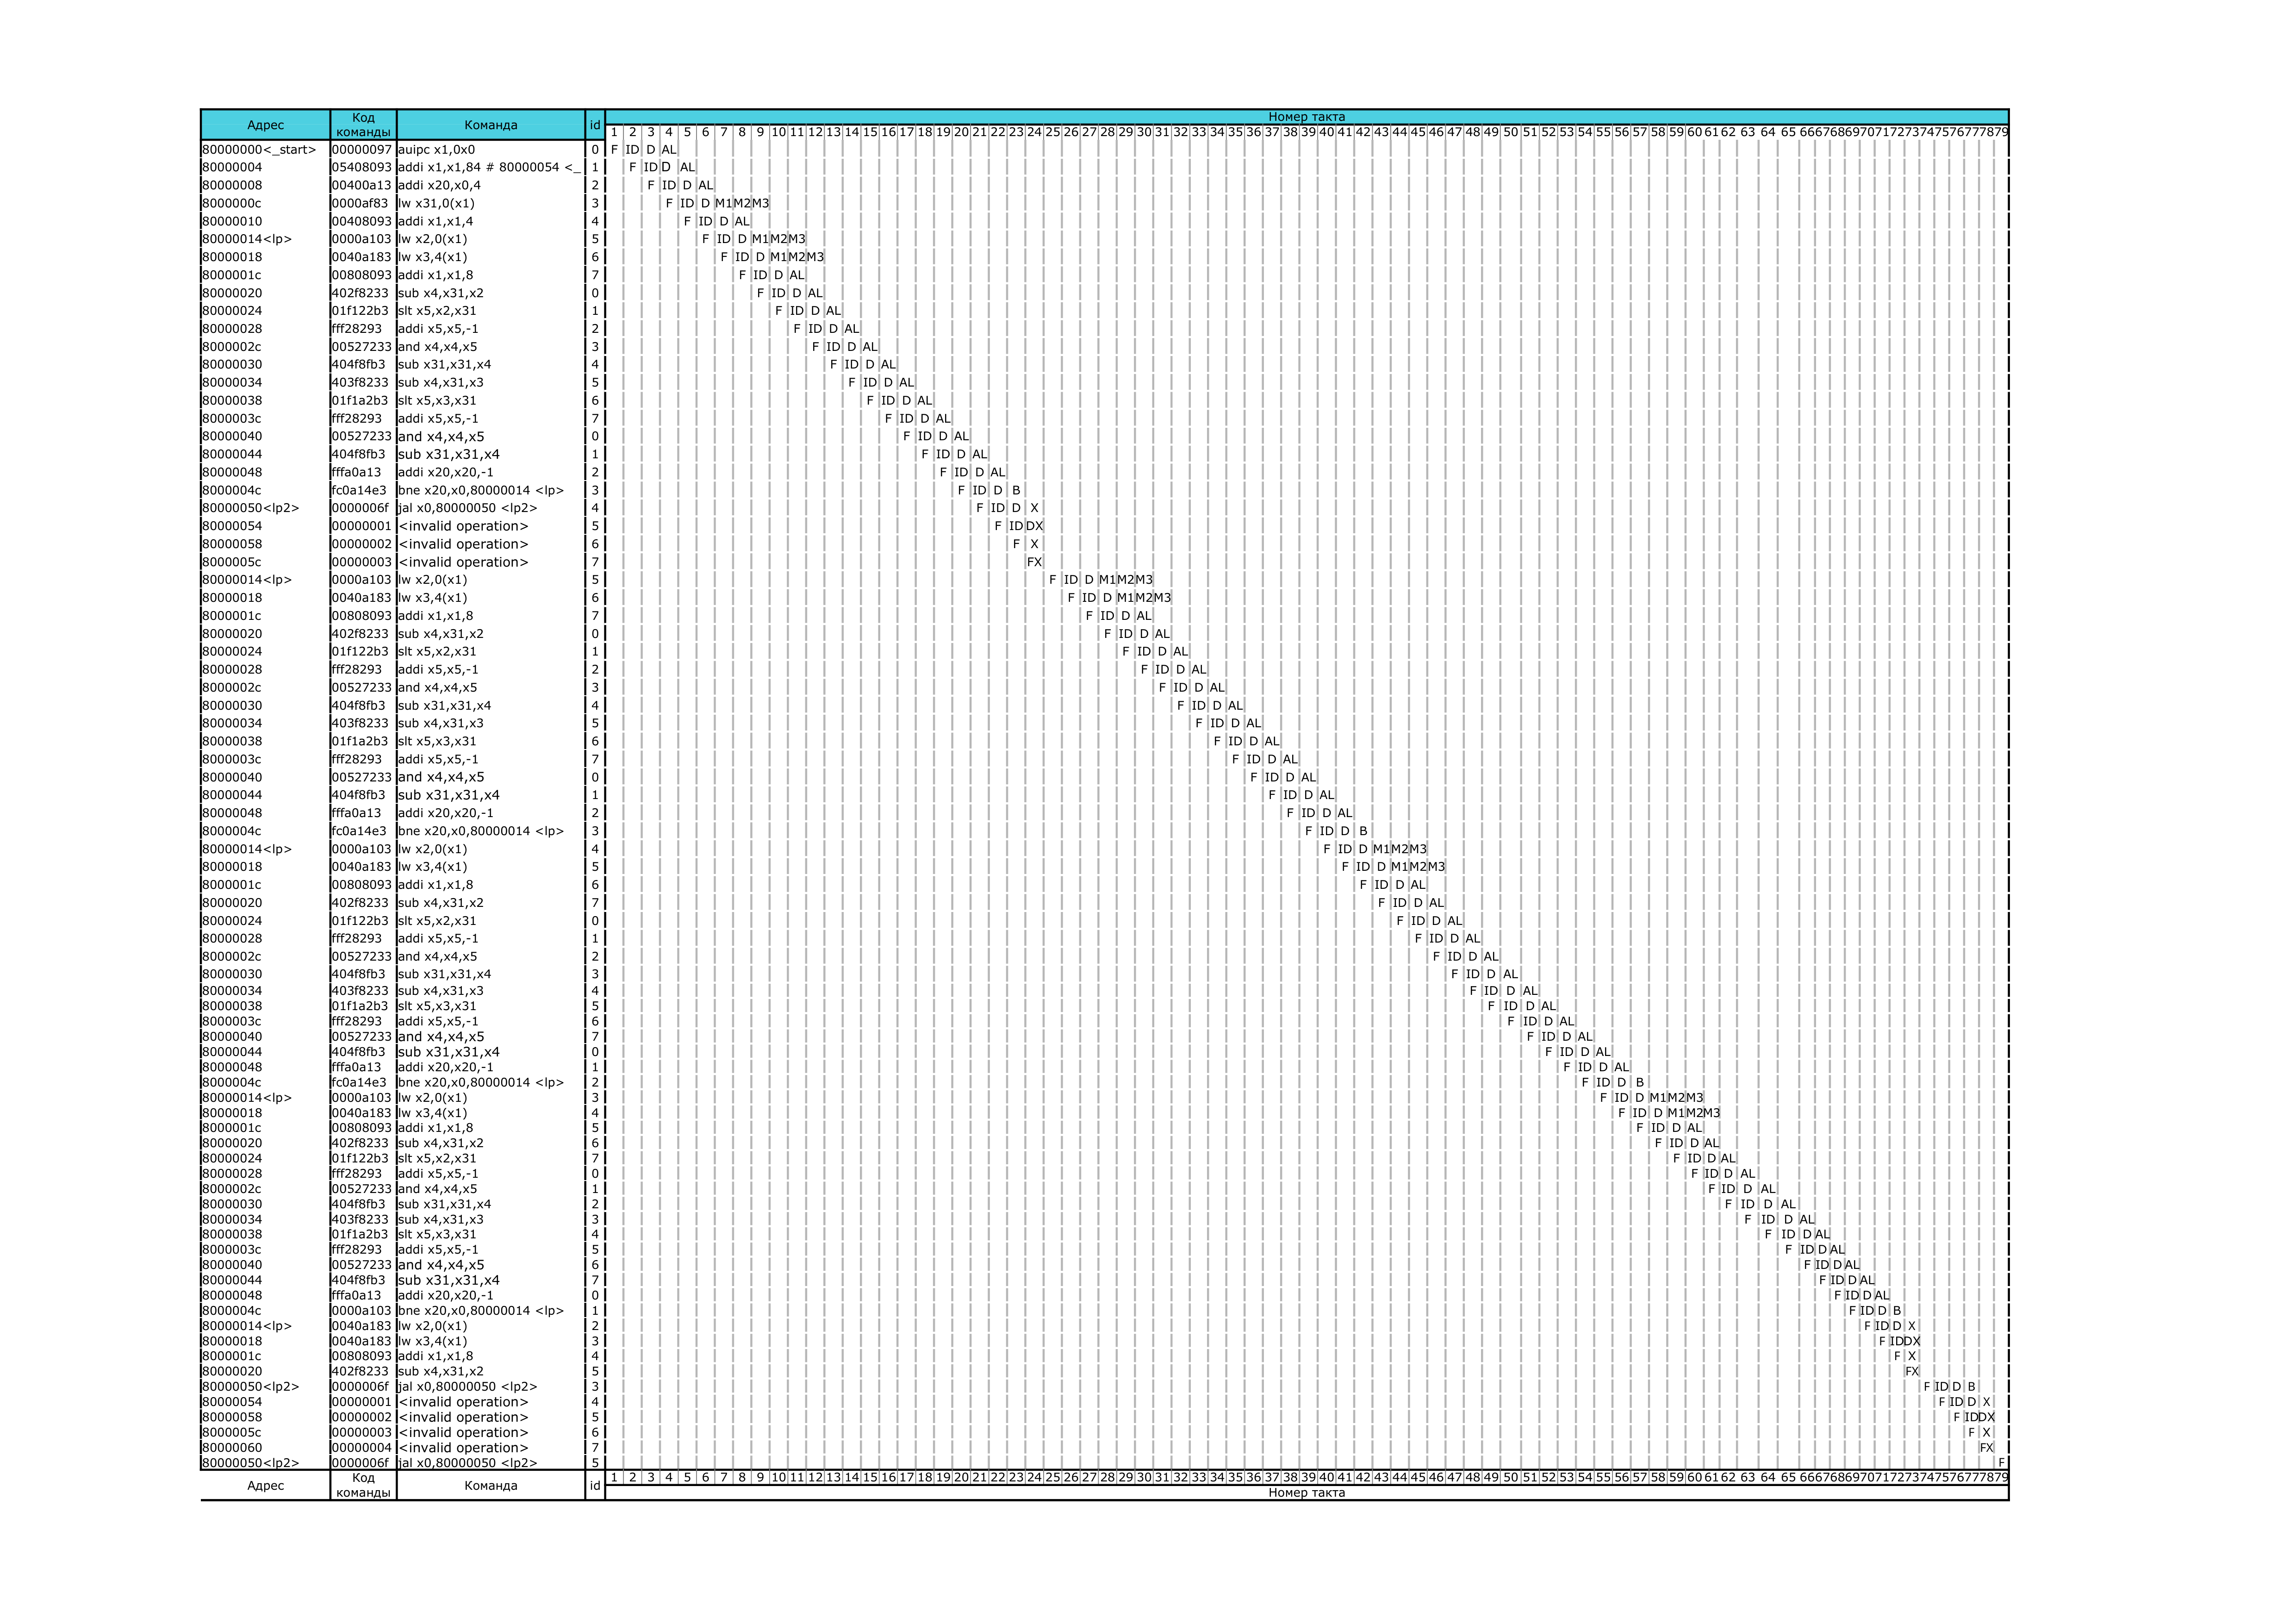 Адрес Код команды Команда id Номер такта
1 2 3 4 5 6 7 8 9 10 11 12 13 14 15 16 17 18 19 20 21 22 23 24 25 26 27 28 29 30 31 32 33 34 35 36 37 38 39 40 41 42 43 44 45 46 47 48 49 50 51 52 53 54 55 56 57 58 59 60 61 62 63 64 65 66 67 68 69 70 71 72 73 74 75 76 77 78 79
80000000<_start> 00000097 auipc x1,0x0 0 F ID D AL
80000004 05408093 addi x1,x1,84 # 80000054 <_ 1 F ID D AL
80000008 00400a13 addi x20,x0,4 2 F ID D AL
8000000c 0000af83 lw x31,0(x1) 3 F ID D M1 M2 M3
80000010 00408093 addi x1,x1,4 4 F ID D AL
80000014<lp> 0000a103 lw x2,0(x1) 5 F ID D M1 M2 M3
80000018 0040a183 lw x3,4(x1) 6 F ID D M1 M2 M3
8000001c 00808093 addi x1,x1,8 7 F ID D AL
80000020 402f8233 sub x4,x31,x2 0 F ID D AL
80000024 01f122b3 slt x5,x2,x31 1 F ID D AL
80000028 fff28293 addi x5,x5,-1 2 F ID D AL
8000002c 00527233 and x4,x4,x5 3 F ID D AL
80000030 404f8fb3 sub x31,x31,x4 4 F ID D AL
80000034 403f8233 sub x4,x31,x3 5 F ID D AL
80000038 01f1a2b3 slt x5,x3,x31 6 F ID D AL
8000003c fff28293 addi x5,x5,-1 7 F ID D AL
80000040 00527233 and x4,x4,x5 0 F ID D AL
80000044 404f8fb3 sub x31,x31,x4 1 F ID D AL
80000048 fffa0a13 addi x20,x20,-1 2 F ID D AL
8000004c fc0a14e3 bne x20,x0,80000014 <lp> 3 F ID D B
80000050<lp2> 0000006f jal x0,80000050 <lp2> 4 F ID D X
80000054 00000001 <invalid operation> 5 F ID DX
80000058 00000002 <invalid operation> 6 F X
8000005c 00000003 <invalid operation> 7 FX
80000014<lp> 0000a103 lw x2,0(x1) 5 F ID D M1 M2 M3
80000018 0040a183 lw x3,4(x1) 6 F ID D M1 M2 M3
8000001c 00808093 addi x1,x1,8 7 F ID D AL
80000020 402f8233 sub x4,x31,x2 0 F ID D AL
80000024 01f122b3 slt x5,x2,x31 1 F ID D AL
80000028 fff28293 addi x5,x5,-1 2 F ID D AL
8000002c 00527233 and x4,x4,x5 3 F ID D AL
80000030 404f8fb3 sub x31,x31,x4 4 F ID D AL
80000034 403f8233 sub x4,x31,x3 5 F ID D AL
80000038 01f1a2b3 slt x5,x3,x31 6 F ID D AL
8000003c fff28293 addi x5,x5,-1 7 F ID D AL
80000040 00527233 and x4,x4,x5 0 F ID D AL
80000044 404f8fb3 sub x31,x31,x4 1 F ID D AL
80000048 fffa0a13 addi x20,x20,-1 2 F ID D AL
8000004c fc0a14e3 bne x20,x0,80000014 <lp> 3 F ID D B
80000014<lp> 0000a103 lw x2,0(x1) 4 F ID D M1 M2 M3
80000018 0040a183 lw x3,4(x1) 5 F ID D M1 M2 M3
8000001c 00808093 addi x1,x1,8 6 F ID D AL
80000020 402f8233 sub x4,x31,x2 7 F ID D AL
80000024 01f122b3 slt x5,x2,x31 0 F ID D AL
80000028 fff28293 addi x5,x5,-1 1 F ID D AL
8000002c 00527233 and x4,x4,x5 2 F ID D AL
80000030 404f8fb3 sub x31,x31,x4 3 F ID D AL
80000034 403f8233 sub x4,x31,x3 4 F ID D AL
80000038 01f1a2b3 slt x5,x3,x31 5 F ID D AL
8000003c fff28293 addi x5,x5,-1 6 F ID D AL
80000040 00527233 and x4,x4,x5 7 F ID D AL
80000044 404f8fb3 sub x31,x31,x4 0 F ID D AL
80000048 fffa0a13 addi x20,x20,-1 1 F ID D AL
8000004c fc0a14e3 bne x20,x0,80000014 <lp> 2 F ID D B
80000014<lp> 0000a103 lw x2,0(x1) 3 F ID D M1 M2 M3
80000018 0040a183 lw x3,4(x1) 4 F ID D M1 M2 M3
8000001c 00808093 addi x1,x1,8 5 F ID D AL
80000020 402f8233 sub x4,x31,x2 6 F ID D AL
80000024 01f122b3 slt x5,x2,x31 7 F ID D AL
80000028 fff28293 addi x5,x5,-1 0 F ID D AL
8000002c 00527233 and x4,x4,x5 1 F ID D AL
80000030 404f8fb3 sub x31,x31,x4 2 F ID D AL
80000034 403f8233 sub x4,x31,x3 3 F ID D AL
80000038 01f1a2b3 slt x5,x3,x31 4 F ID D AL
8000003c fff28293 addi x5,x5,-1 5 F ID D AL
80000040 00527233 and x4,x4,x5 6 F ID D AL
80000044 404f8fb3 sub x31,x31,x4 7 F ID D AL
80000048 fffa0a13 addi x20,x20,-1 0 F ID D AL
8000004c 0000a103 bne x20,x0,80000014 <lp> 1 F ID D B
80000014<lp> 0040a183 lw x2,0(x1) 2 F ID D X
80000018 0040a183 lw x3,4(x1) 3 F ID DX
8000001c 00808093 addi x1,x1,8 4 F X
80000020 402f8233 sub x4,x31,x2 5 FX
80000050<lp2> 0000006f jal x0,80000050 <lp2> 3 F ID D B
80000054 00000001 <invalid operation> 4 F ID D X
80000058 00000002 <invalid operation> 5 F ID DX
8000005c 00000003 <invalid operation> 6 F X
80000060 00000004 <invalid operation> 7 FX
80000050<lp2> 0000006f jal x0,80000050 <lp2> 5 F
1 2 3 4 5 6 7 8 9 10 11 12 13 14 15 16 17 18 19 20 21 22 23 24 25 26 27 28 29 30 31 32 33 34 35 36 37 38 39 40 41 42 43 44 45 46 47 48 49 50 51 52 53 54 55 56 57 58 59 60 61 62 63 64 65 66 67 68 69 70 71 72 73 74 75 76 77 78 79
Адрес Код команды Команда id Номер такта